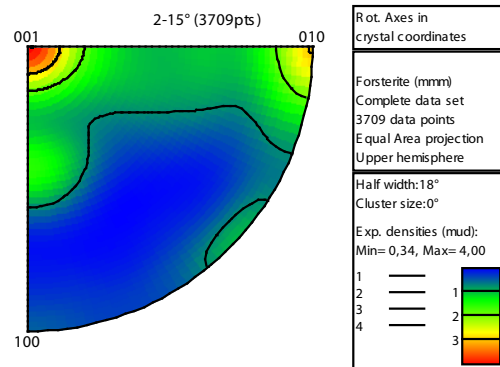 2-15° (3709pts)
001
010
100
Rot. Axes in
crystal coordinates
Forsterite (mmm)
Complete data set
3709 data points
Equal Area projection
Upper hemisphere
Half width:18°
Cluster size:0°
Exp. densities (mud):
Min= 0,34, Max= 4,00
1
2
3
4
1
2
3